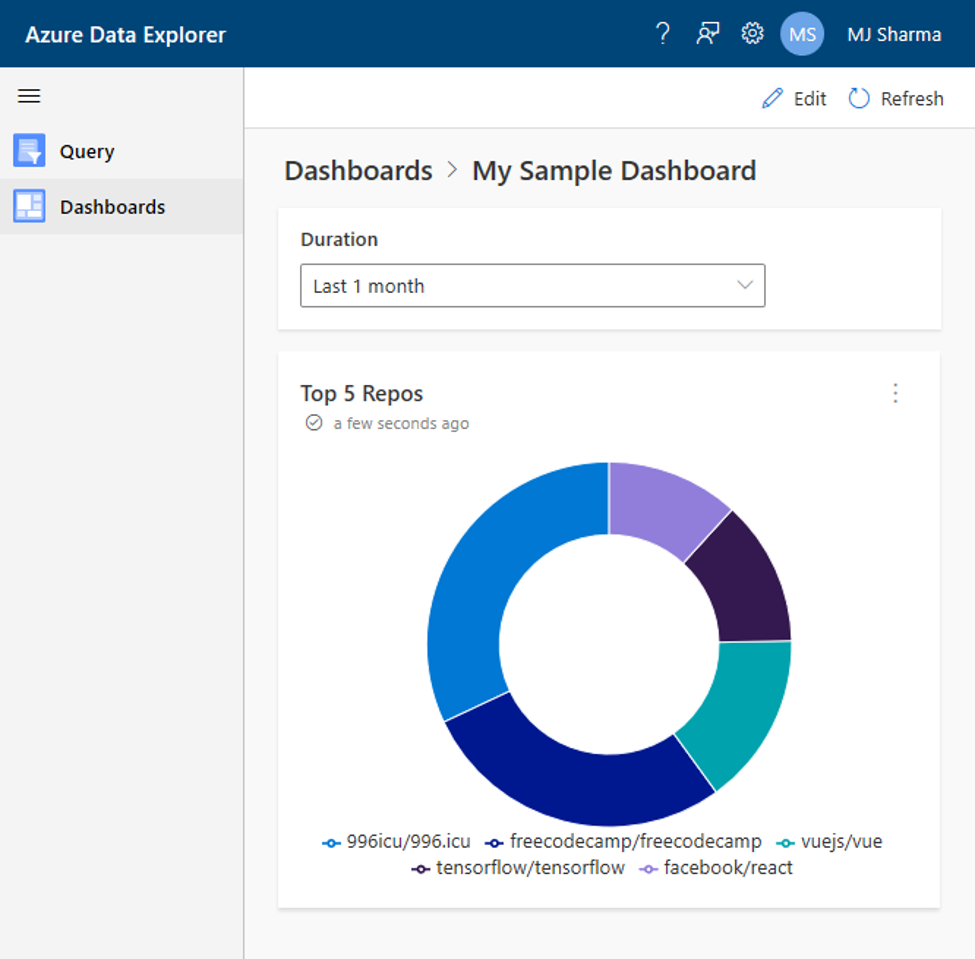 Azure Data Explorer
?
MS
MJ Sharma
Edit
Refresh
Query
Dashboards
Dashboards > My Sample Dashboard
Duration
Last 1 month
Top 5 Repos
a few seconds ago
996icu/996.icu freecodecamp/freecodecamp vuejs/vue
tensorflow/tensorflow facebook/react